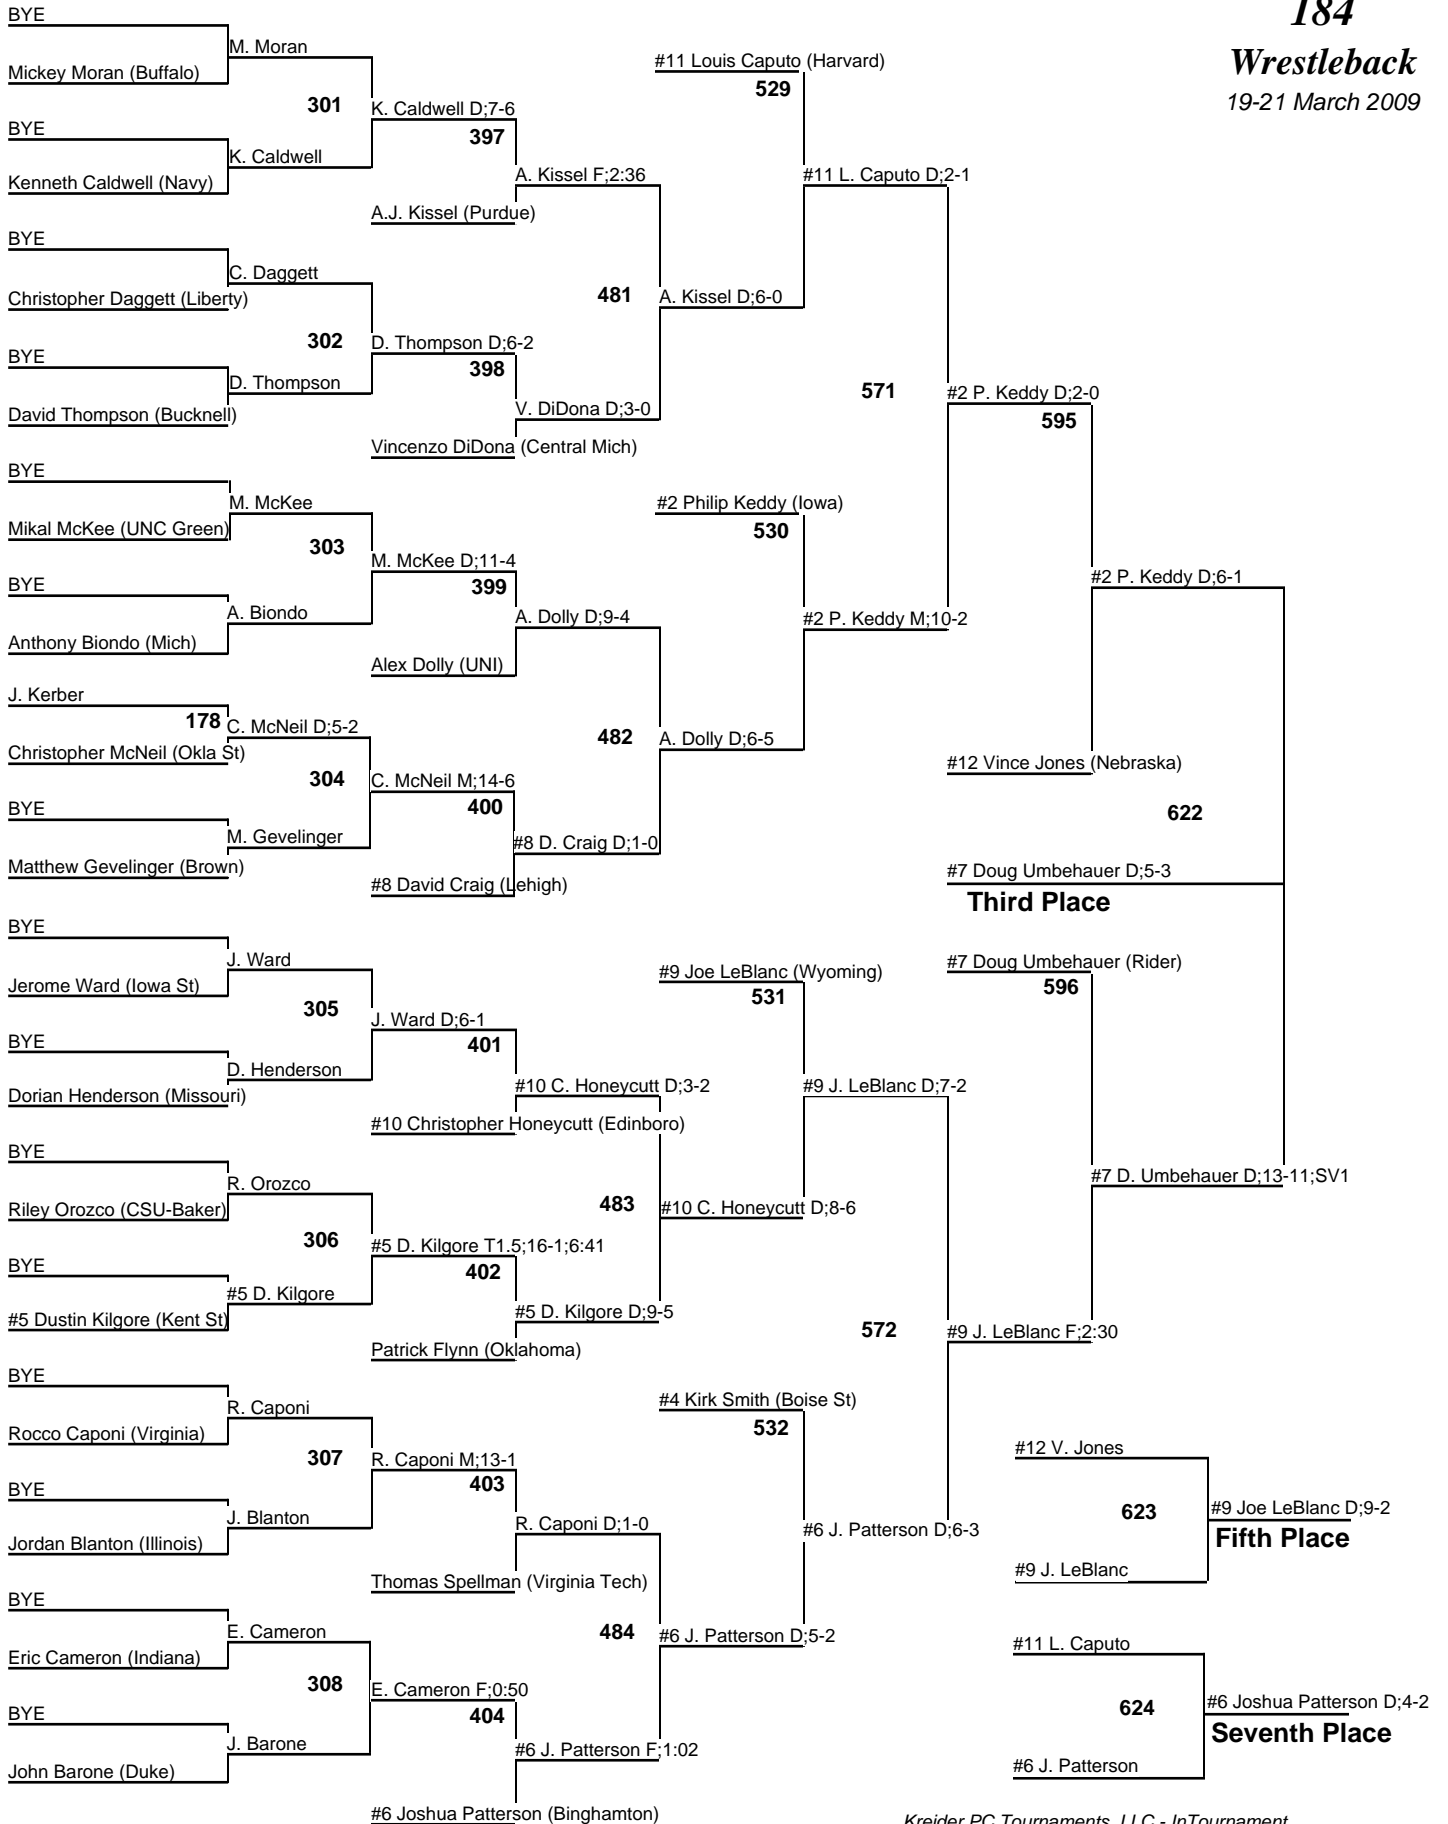 184
Wrestleback
19-21 March 2009
BYE
M. Moran
Mickey Moran (Buffalo)
301
K. Caldwell D;7-6
397
BYE
K. Caldwell
Kenneth Caldwell (Navy)
A. Kissel F;2:36
A.J. Kissel (Purdue)
BYE
C. Daggett
Christopher Daggett (Liberty)
481
A. Kissel D;6-0
302
D. Thompson D;6-2
398
BYE
D. Thompson
David Thompson (Bucknell)
V. DiDona D;3-0
Vincenzo DiDona (Central Mich)
#11 Louis Caputo (Harvard)
529
#11 L. Caputo D;2-1
571
#2 P. Keddy D;2-0
595
BYE
M. McKee
Mikal McKee (UNC Green)
303
M. McKee D;11-4
399
BYE
A. Biondo
Anthony Biondo (Mich)
A. Dolly D;9-4
Alex Dolly (UNI)
#2 Philip Keddy (Iowa)
530
#2 P. Keddy M;10-2
#2 P. Keddy D;6-1
J. Kerber
178
C. McNeil D;5-2
Christopher McNeil (Okla St)
482
A. Dolly D;6-5
304
C. McNeil M;14-6
400
BYE
M. Gevelinger
Matthew Gevelinger (Brown)
#8 D. Craig D;1-0
#8 David Craig (Lehigh)
#12 Vince Jones (Nebraska)
622
#7 Doug Umbehauer D;5-3
Third Place
BYE
J. Ward
Jerome Ward (Iowa St)
305
J. Ward D;6-1
401
BYE
D. Henderson
Dorian Henderson (Missouri)
#10 C. Honeycutt D;3-2
#10 Christopher Honeycutt (Edinboro)
#9 Joe LeBlanc (Wyoming)
531
#9 J. LeBlanc D;7-2
#7 Doug Umbehauer (Rider)
596
#7 D. Umbehauer D;13-11;SV1
BYE
R. Orozco
Riley Orozco (CSU-Baker)
483
#10 C. Honeycutt D;8-6
306
#5 D. Kilgore T1.5;16-1;6:41
402
BYE
#5 D. Kilgore
#5 Dustin Kilgore (Kent St)
#5 D. Kilgore D;9-5
Patrick Flynn (Oklahoma)
572
#9 J. LeBlanc F;2:30
BYE
R. Caponi
Rocco Caponi (Virginia)
307
R. Caponi M;13-1
403
BYE
J. Blanton
Jordan Blanton (Illinois)
R. Caponi D;1-0
Thomas Spellman (Virginia Tech)
#4 Kirk Smith (Boise St)
532
#6 J. Patterson D;6-3
#12 V. Jones
623
#9 Joe LeBlanc D;9-2
Fifth Place
#9 J. LeBlanc
BYE
E. Cameron
Eric Cameron (Indiana)
484
#6 J. Patterson D;5-2
308
E. Cameron F;0:50
404
BYE
J. Barone
John Barone (Duke)
#6 J. Patterson F;1:02
#6 Joshua Patterson (Binghamton)
#11 L. Caputo
624
#6 Joshua Patterson D;4-2
Seventh Place
#6 J. Patterson
Kreider PC Tournaments, LLC - InTournament